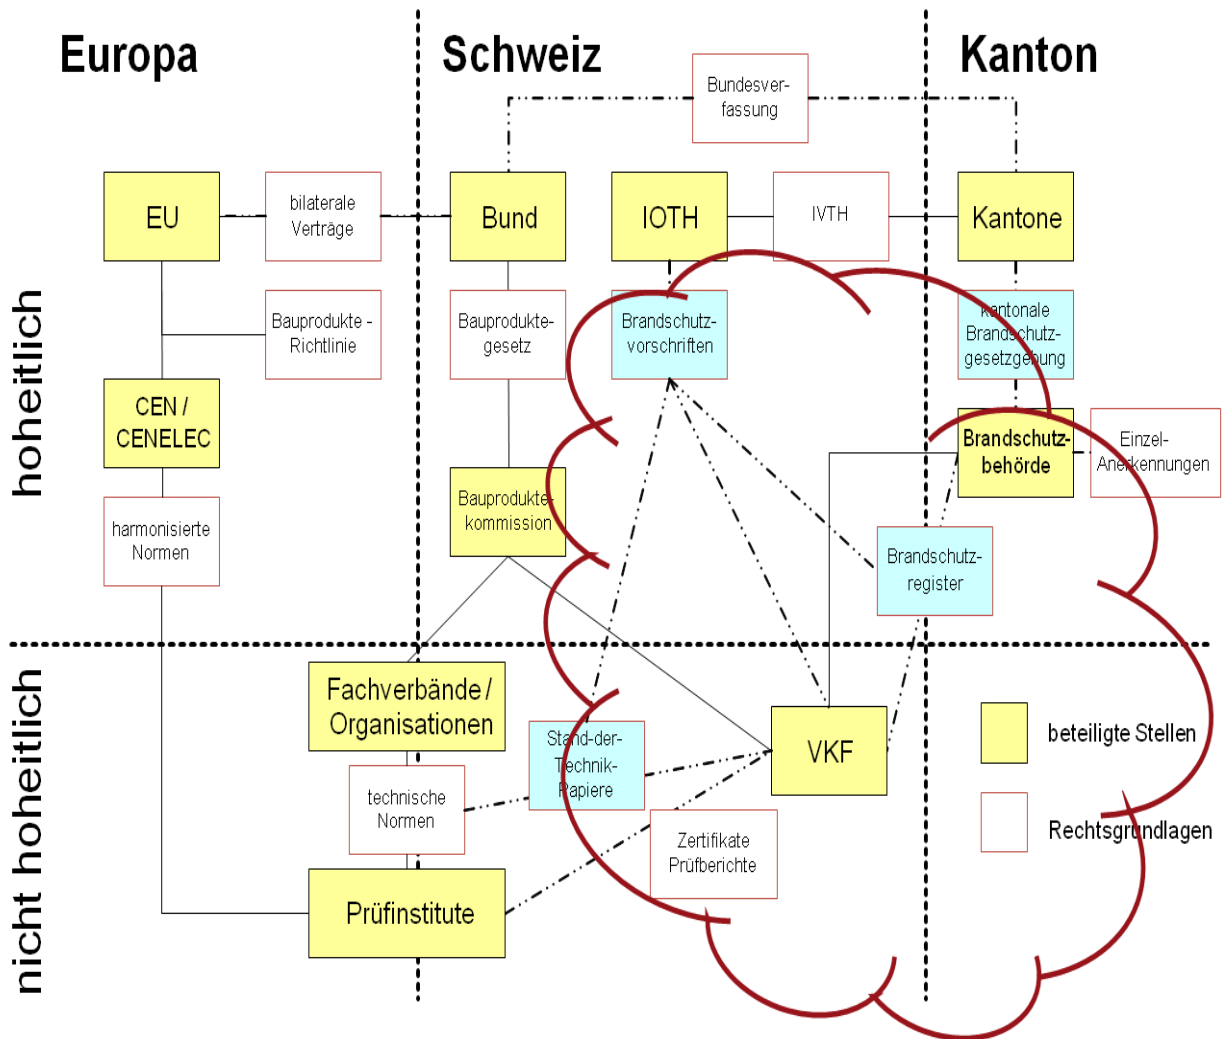 Europa
Schweiz
Kanton
Bundesver-
fassung
EU
bilaterale
Verträge
Bund
IOTH
IVTH
Kantone
hoheitlich
Bauprodukte -
Richtlinie
Bauprodukte-
gesetz
Brandschutz-
vorschriften
kantonale
Brandschutz-
gesetzgebung
CEN /
CENELEC
Brandschutz-
behörde
Einzel-
Anerkennungen
Bauprodukte-
kommission
harmonisierte
Normen
Brandschutz-
register
nicht hoheitlich
Fachverbände /
Organisationen
Stand-der-
Technik-
Papiere
VKF
beteiligte Stellen
technische
Normen
Zertifikate
Prüfberichte
Rechtsgrundlagen
Prüfinstitute